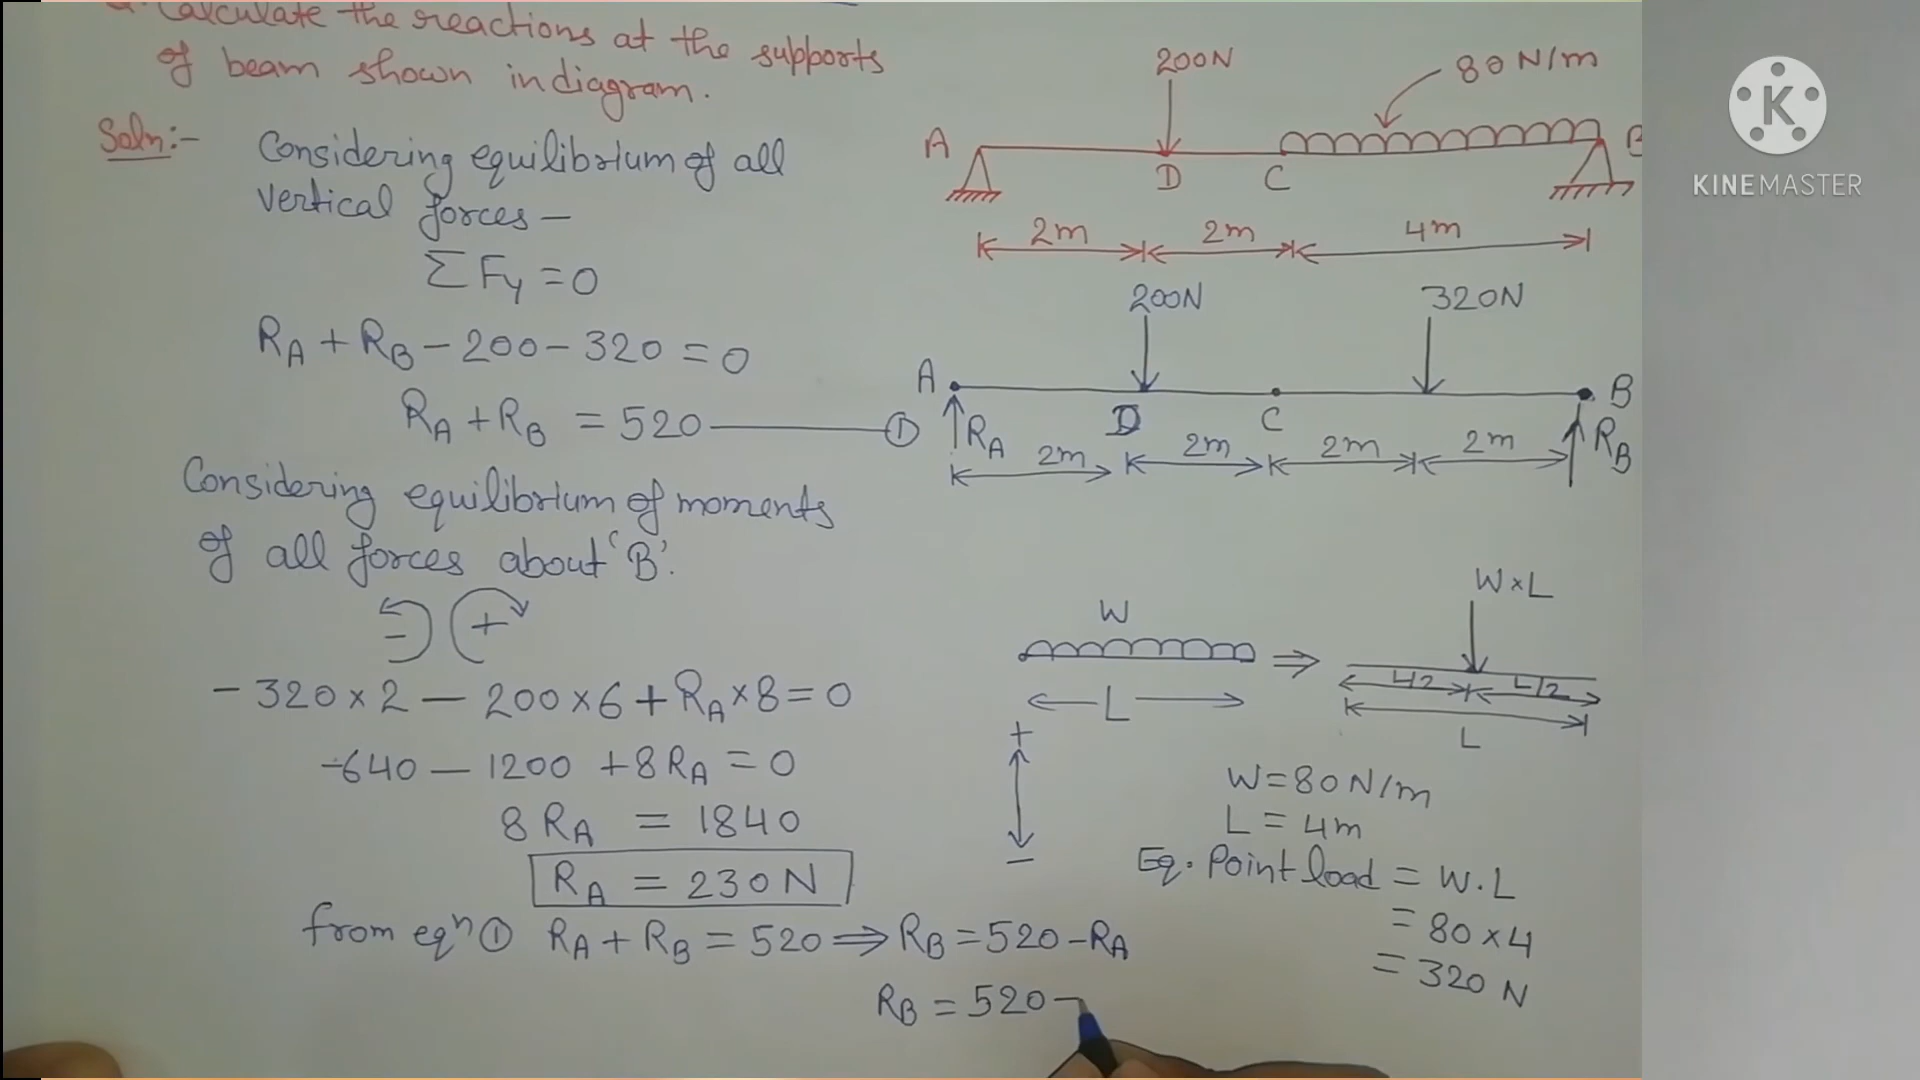 Calculate the reactions at the supports
of beam shown in diagram.
Soln:- Considering equilibrium of all
vertical forces –
ΣFy = 0
RA + RB – 200 – 320 = 0
RA + RB = 520 ①
Considering equilibrium of moments
of all forces about 'B'.
– +
– 320 × 2 – 200 × 6 + RA × 8 = 0
-640 – 1200 + 8RA = 0
8 RA = 1840
RA = 230 N
from eqn ① RA + RB = 520 ⇒ RB = 520 – RA
RB = 520 –
200N 80 N/m
A B
D C
2m 2m 4m
200N 320N
A B
D C
RA RB
2m 2m 2m 2m
W ⇒ W×L
L/2 L/2
L L
+
–
W = 80 N/m
L = 4m
Eq. Point load = W.L
= 80 × 4
= 320 N
K
KINEMASTER